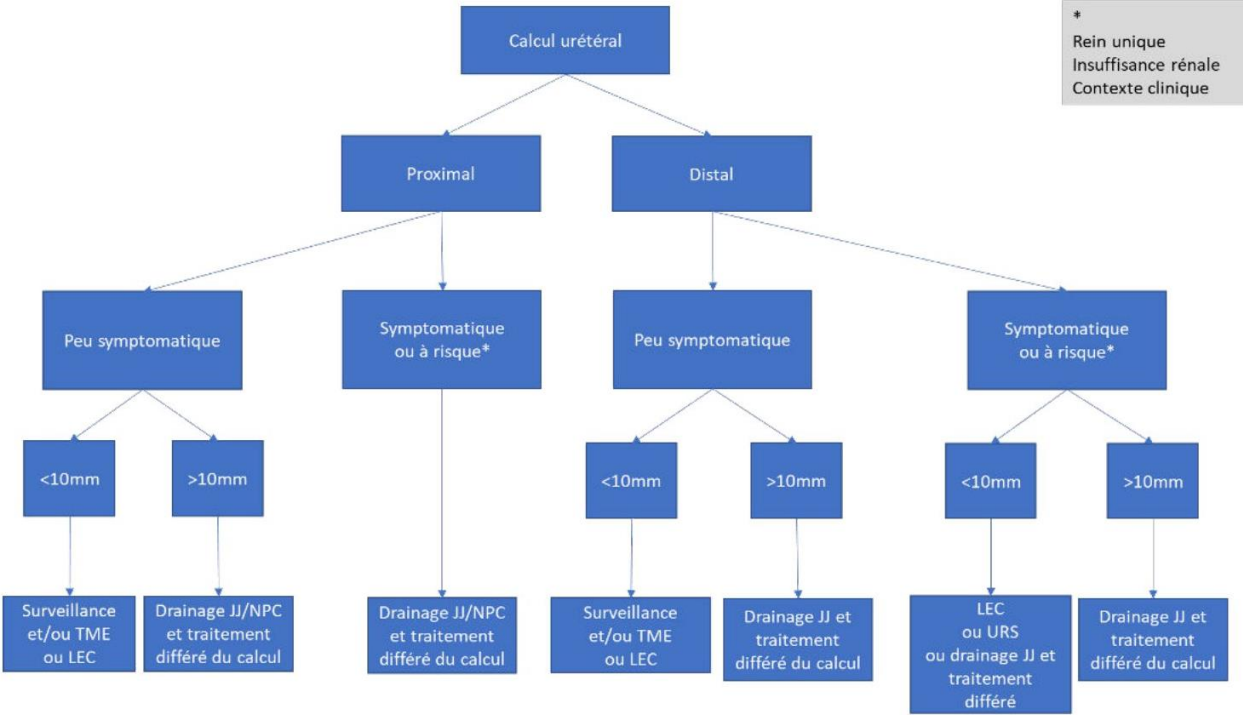 Calcul urétéral
*
Rein unique
Insuffisance rénale
Contexte clinique
Proximal
Distal
Peu symptomatique
Symptomatique
ou à risque*
Peu symptomatique
Symptomatique
ou à risque*
<10mm
>10mm
<10mm
>10mm
<10mm
>10mm
Surveillance
et/ou TME
ou LEC
Drainage JJ/NPC
et traitement
différé du calcul
Drainage JJ/NPC
et traitement
différé du calcul
Surveillance
et/ou TME
ou LEC
Drainage JJ et
traitement
différé du calcul
LEC
ou URS
ou drainage JJ et
traitement
différé
Drainage JJ et
traitement
différé du calcul